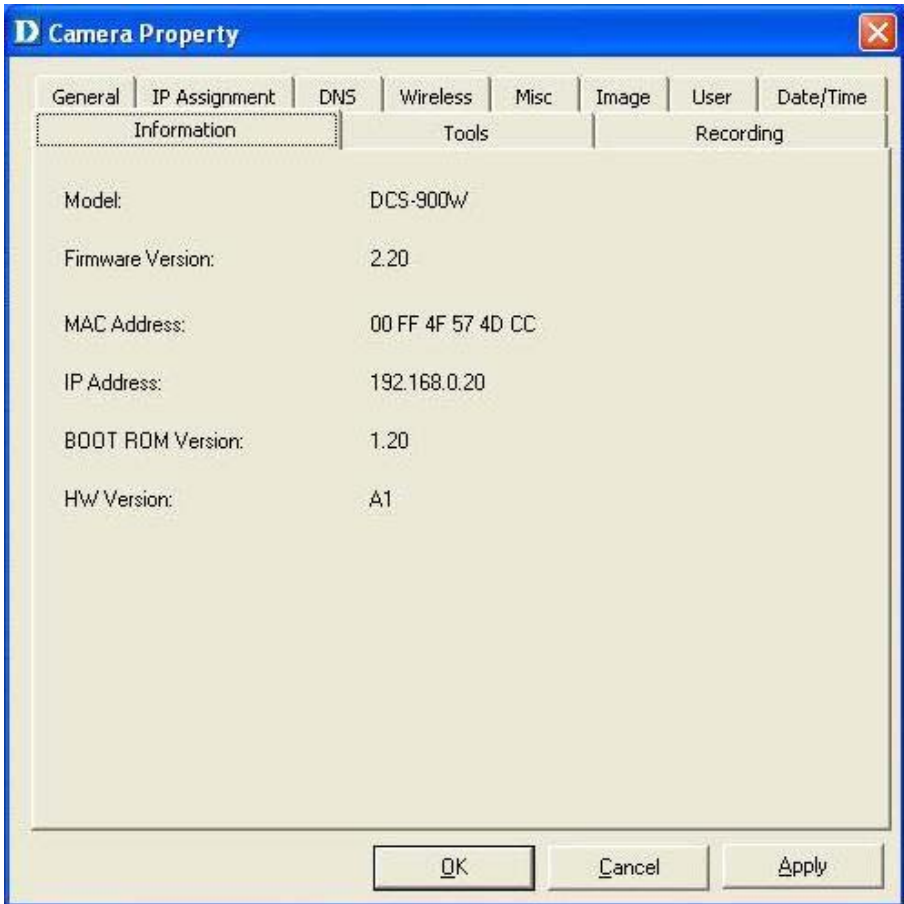 D Camera Property
General IP Assignment DNS Wireless Misc Image User Date/Time
Information Tools Recording
Model: DCS-900W
Firmware Version: 2.20
MAC Address: 00 FF 4F 57 4D CC
IP Address: 192.168.0.20
BOOT ROM Version: 1.20
HW Version: A1
OK Cancel Apply